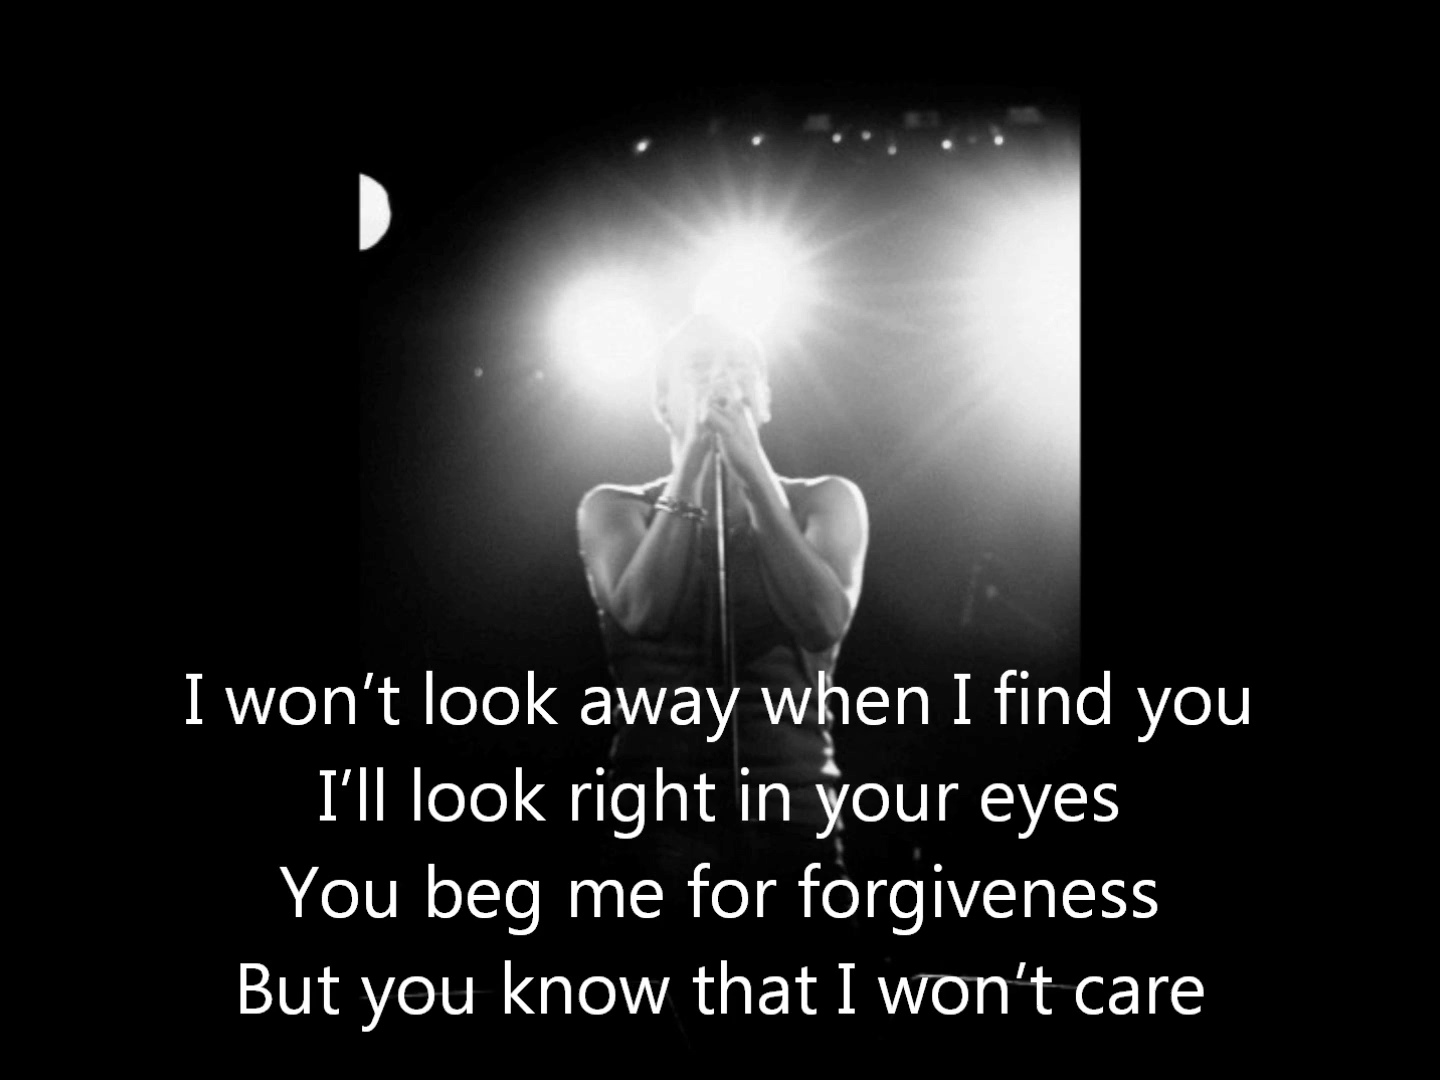 I won’t look away when I find you
I’ll look right in your eyes
You beg me for forgiveness
But you know that I won’t care